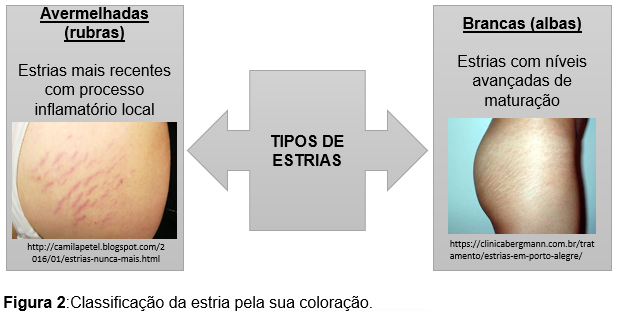 Avermelhadas
(rubras)
Estrias mais recentes
com processo
inflamatório local
http://camilapetel.blogspot.com/2
016/01/estrias-nunca-mais.html
TIPOS DE
ESTRIAS
Brancas (albas)
Estrias com níveis
avançadas de
maturação
https://clinicabergmann.com.br/trat
amento/estrias-em-porto-alegre/
Figura 2:Classificação da estria pela sua coloração.